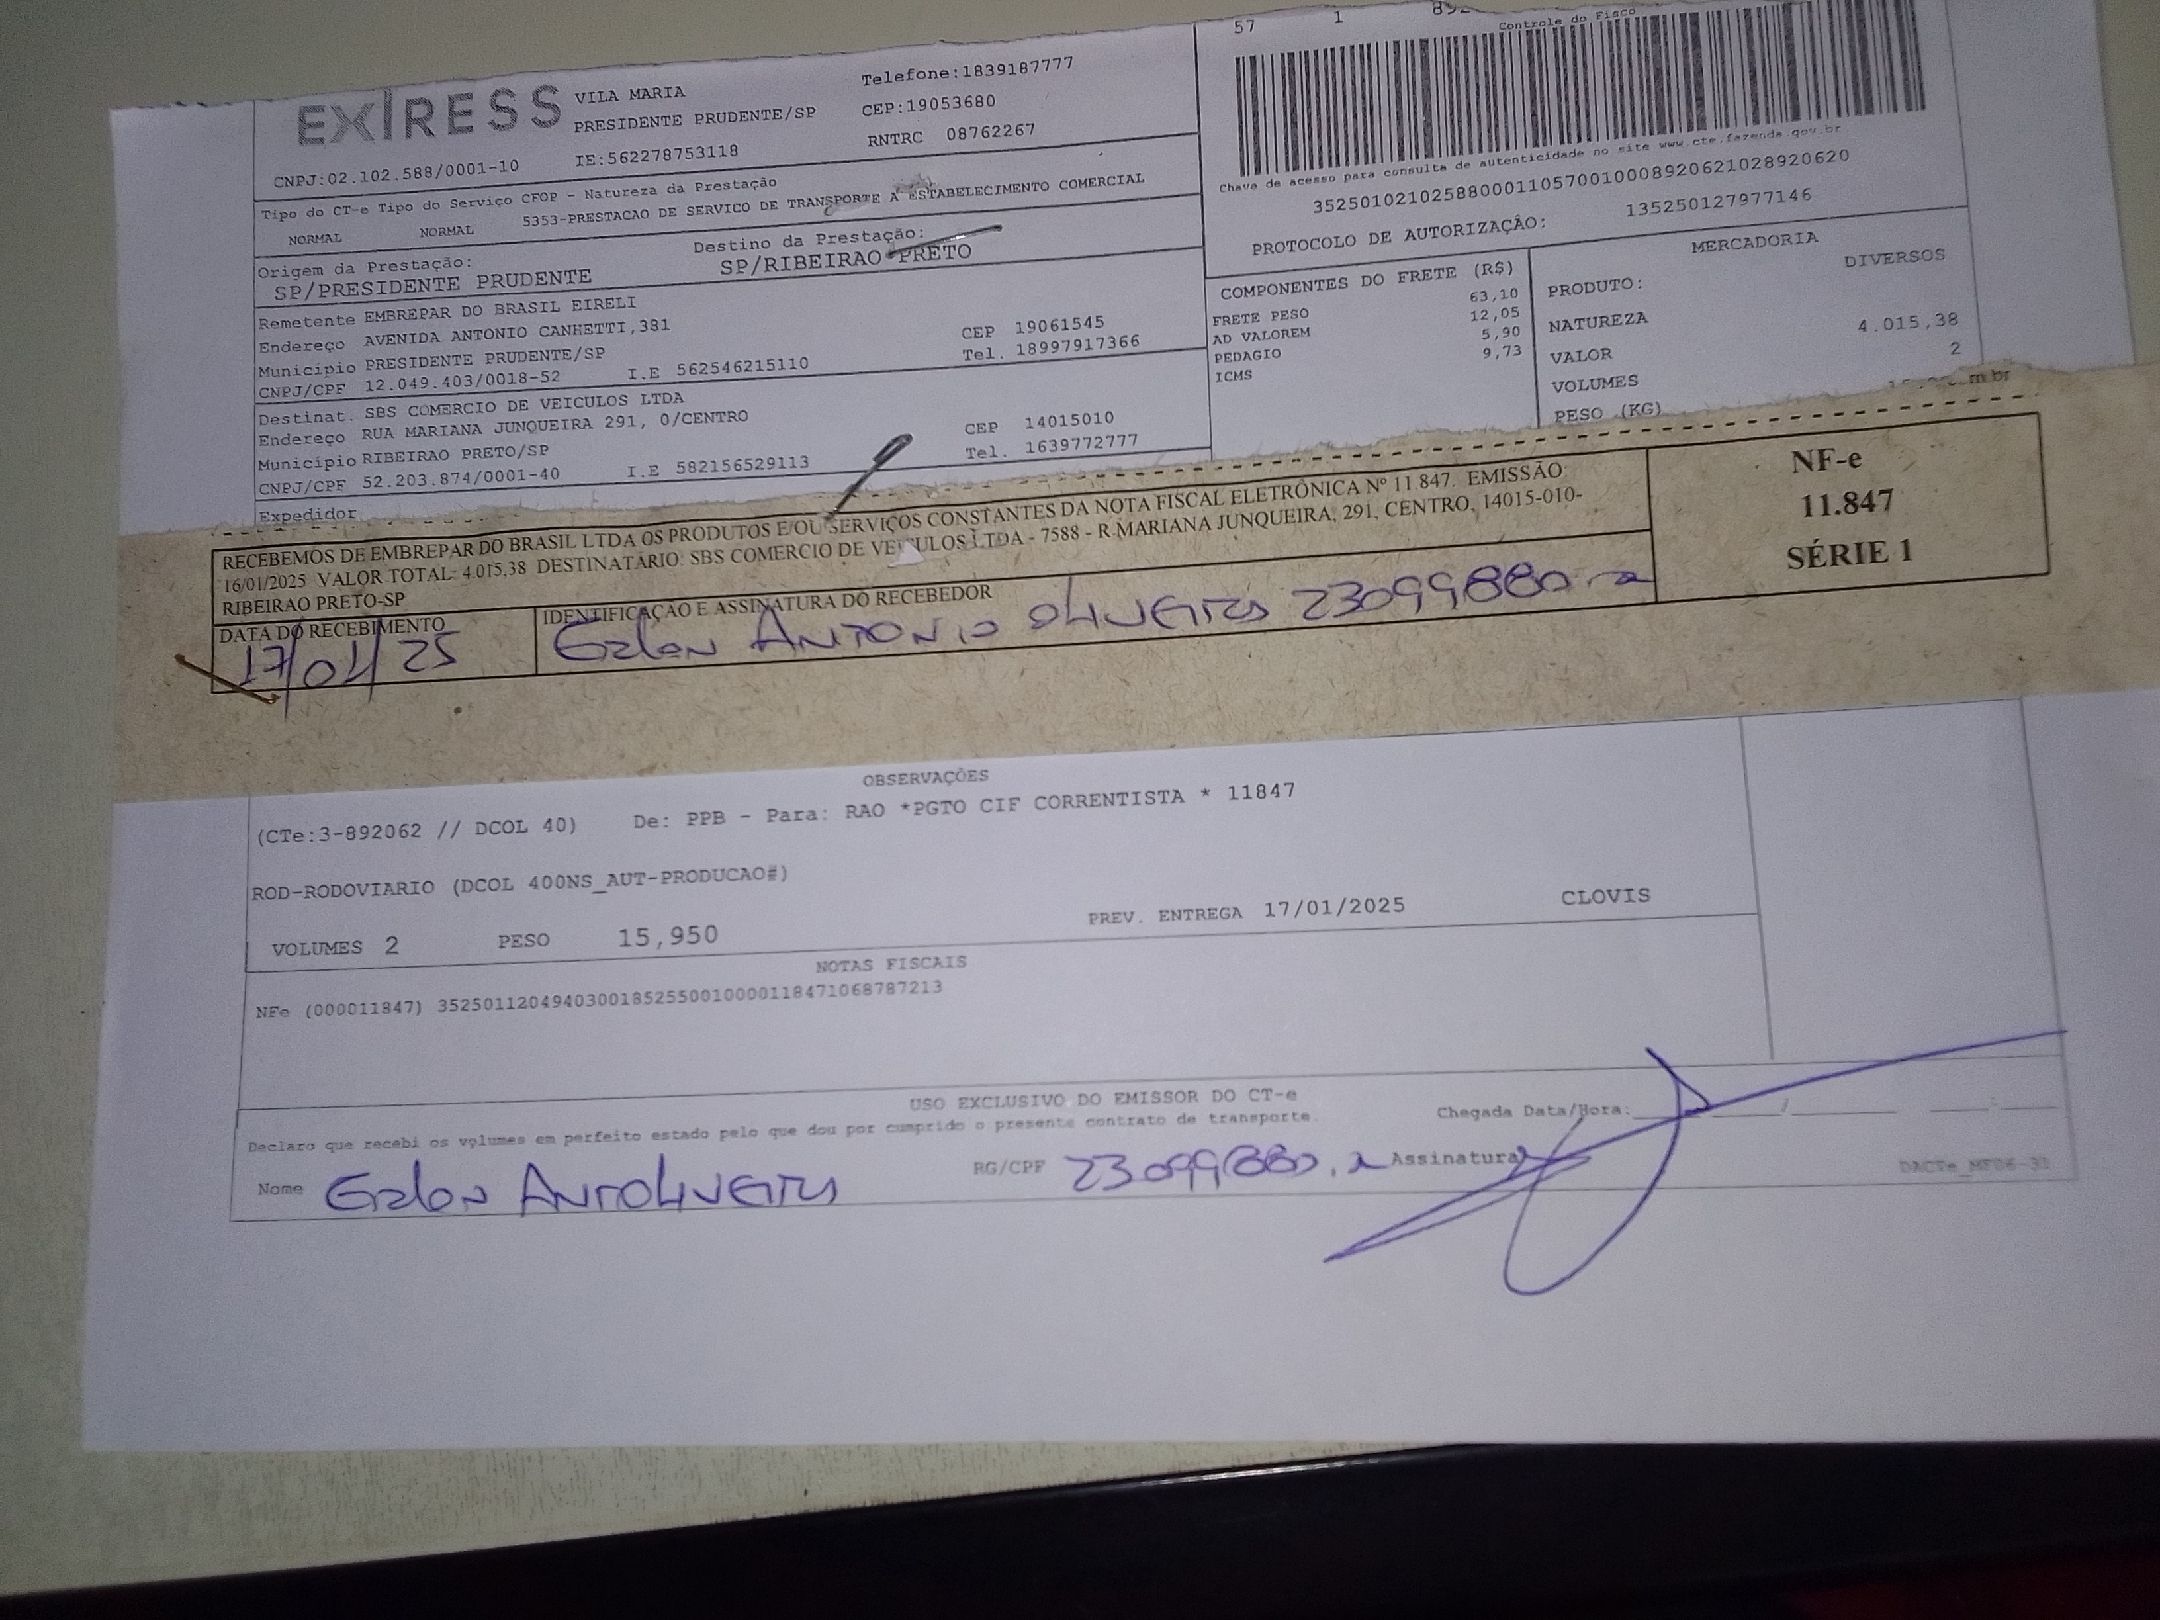 57 1
Controle do Fisco
EXPRESS
VILA MARIA
PRESIDENTE PRUDENTE/SP
Telefone:1839187777
CEP:19053680
CNPJ:02.102.588/0001-10 IE:562278753118 RNTRC 08762267
Chave de acesso para consulta de autenticidade no site www.cte.fazenda.gov.br
35250102102588000110570010008920621028920620
PROTOCOLO DE AUTORIZAÇÃO: 135250127977146
Tipo do CT-e Tipo do Serviço CFOP - Natureza da Prestação
NORMAL NORMAL 5353-PRESTACAO DE SERVICO DE TRANSPORTE A ESTABELECIMENTO COMERCIAL
Origem da Prestação: Destino da Prestação:
SP/PRESIDENTE PRUDENTE SP/RIBEIRAO PRETO
Remetente EMBREPAR DO BRASIL EIRELI
Endereço AVENIDA ANTONIO CANHETTI,381 CEP 19061545
Município PRESIDENTE PRUDENTE/SP Tel. 18997917366
CNPJ/CPF 12.049.403/0018-52 I.E 562546215110
Destinat. SBS COMERCIO DE VEICULOS LTDA
Endereço RUA MARIANA JUNQUEIRA 291, 0/CENTRO CEP 14015010
Município RIBEIRAO PRETO/SP Tel. 1639772777
CNPJ/CPF 52.203.874/0001-40 I.E 582156529113
Expedidor
COMPONENTES DO FRETE (R$)
FRETE PESO 63,10
AD VALOREM 12,05
PEDAGIO 5,90
ICMS 9,73
MERCADORIA
PRODUTO: DIVERSOS
NATUREZA
VALOR 4.015,38
VOLUMES 2
PESO (KG)
RECEBEMOS DE EMBREPAR DO BRASIL LTDA OS PRODUTOS E/OU SERVIÇOS CONSTANTES DA NOTA FISCAL ELETRÔNICA Nº 11.847. EMISSÃO:
16/01/2025 VALOR TOTAL: 4.015,38 DESTINATÁRIO: SBS COMERCIO DE VEICULOS LTDA - 7588 - R MARIANA JUNQUEIRA, 291, CENTRO, 14015-010-
RIBEIRAO PRETO-SP
NF-e
11.847
SÉRIE 1
DATA DO RECEBIMENTO IDENTIFICAÇÃO E ASSINATURA DO RECEBEDOR
17/01/25 ANTONIO OLIVEIRA
OBSERVAÇÕES
(CTe:3-892062 // DCOL 40) De: PPB - Para: RAO *PGTO CIF CORRENTISTA * 11847
ROD-RODOVIARIO (DCOL 400NS_AUT-PRODUCAO#)
VOLUMES 2 PESO 15,950 PREV. ENTREGA 17/01/2025 CLOVIS
NOTAS FISCAIS
NFe (000011847) 35250112049403001852550010000118471068787213
USO EXCLUSIVO DO EMISSOR DO CT-e
Declaro que recebi os volumes em perfeito estado pelo que dou por cumprido o presente contrato de transporte.
Chegada Data/Hora:
Nome RG/CPF Assinatura